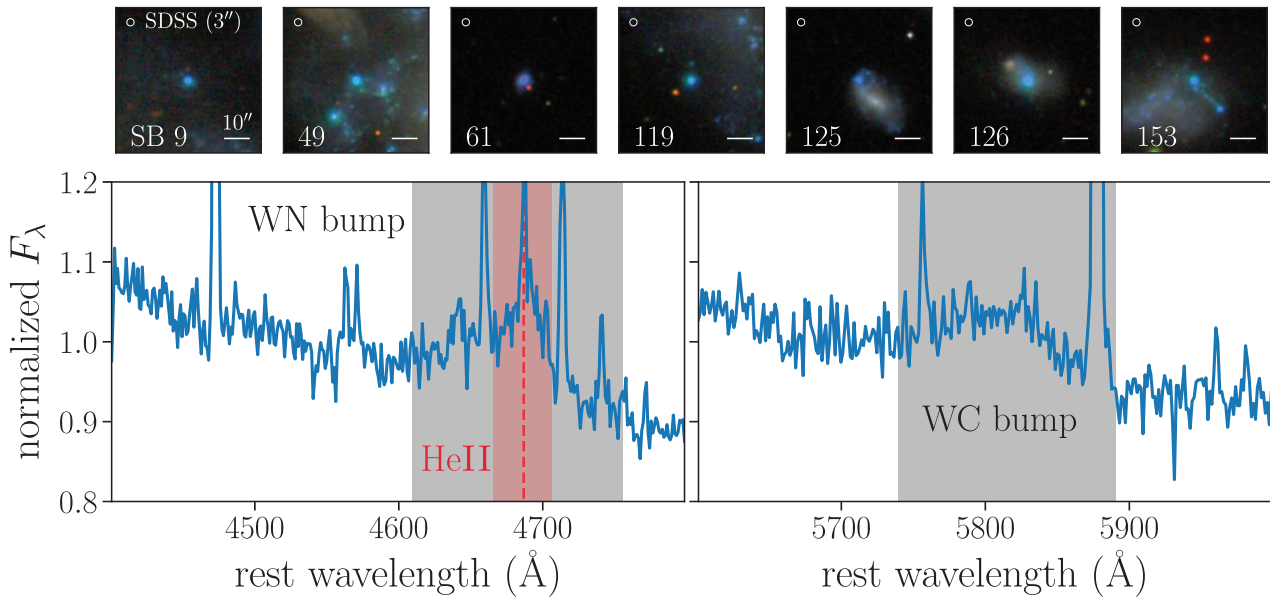 SDSS (3″)
10″
SB 9
49
61
119
125
126
153
normalized Fλ
1.2
1.1
1.0
0.9
0.8
WN bump
HeII
4500
4600
4700
rest wavelength (Å)
WC bump
5700
5800
5900
rest wavelength (Å)